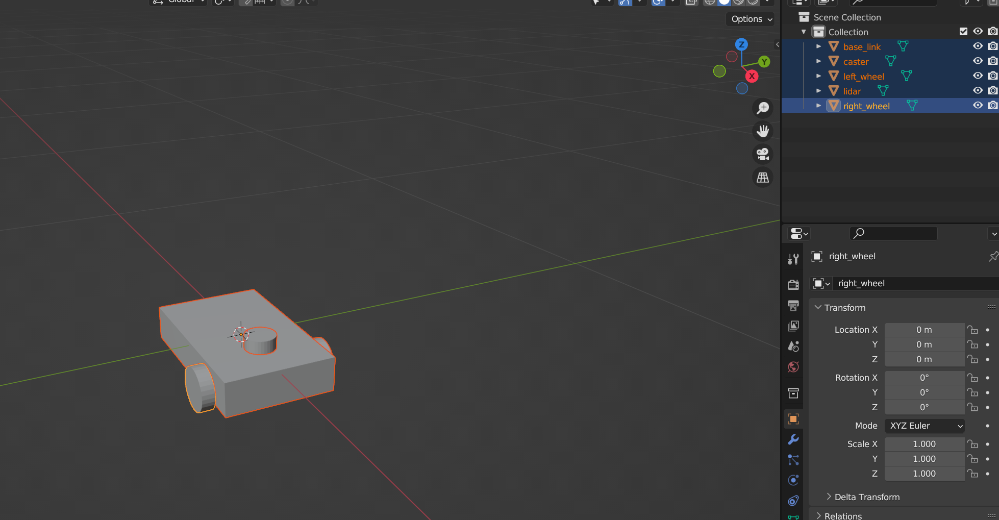 Global
Options
Z
Y
X
Scene Collection
Collection
base_link
caster
left_wheel
lidar
right_wheel
right_wheel
right_wheel
Transform
Location X 0 m
Y 0 m
Z 0 m
Rotation X 0°
Y 0°
Z 0°
Mode XYZ Euler
Scale X 1.000
Y 1.000
Z 1.000
Delta Transform
Relations